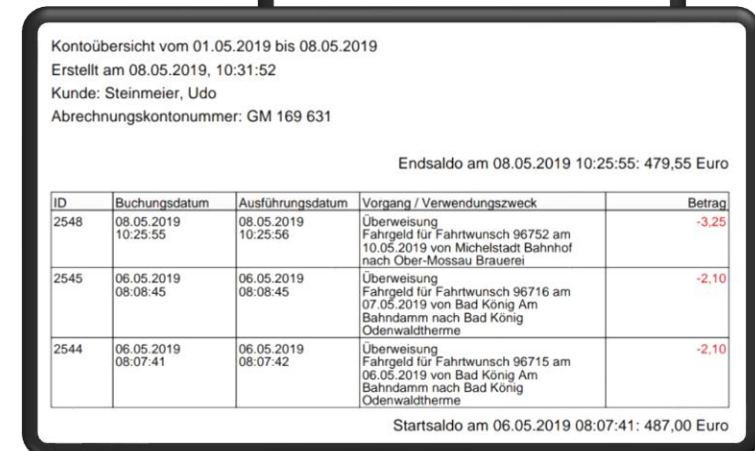 Kontoübersicht vom 01.05.2019 bis 08.05.2019
Erstellt am 08.05.2019, 10:31:52
Kunde: Steinmeier, Udo
Abrechnungskontonummer: GM 169 631
Endsaldo am 08.05.2019 10:25:55: 479,55 Euro
ID Buchungsdatum Ausführungsdatum Vorgang / Verwendungszweck Betrag
2548 08.05.2019 08.05.2019 Überweisung -3,25
10:25:55 10:25:56 Fahrgeld für Fahrtwunsch 96752 am
10.05.2019 von Michelstadt Bahnhof
nach Ober-Mossau Brauerei
2545 06.05.2019 06.05.2019 Überweisung -2,10
08:08:45 08:08:45 Fahrgeld für Fahrtwunsch 96716 am
07.05.2019 von Bad König Am
Bahndamm nach Bad König
Odenwaldtherme
2544 06.05.2019 06.05.2019 Überweisung -2,10
08:07:41 08:07:42 Fahrgeld für Fahrtwunsch 96715 am
06.05.2019 von Bad König Am
Bahndamm nach Bad König
Odenwaldtherme
Startsaldo am 06.05.2019 08:07:41: 487,00 Euro